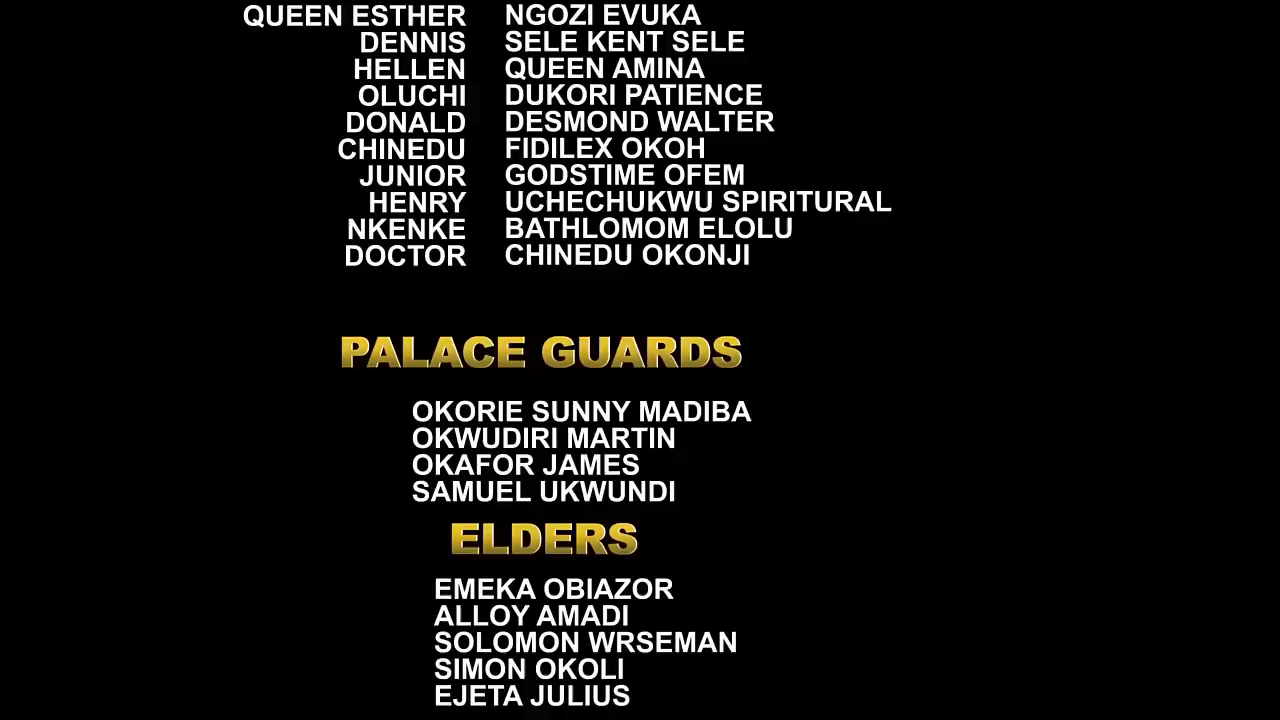 QUEEN ESTHER NGOZI EVUKA
DENNIS SELE KENT SELE
HELLEN QUEEN AMINA
OLUCHI DUKORI PATIENCE
DONALD DESMOND WALTER
CHINEDU FIDILEX OKOH
JUNIOR GODSTIME OFEM
HENRY UCHECHUKWU SPIRITURAL
NKENKE BATHLOMOM ELOLU
DOCTOR CHINEDU OKONJI
PALACE GUARDS
OKORIE SUNNY MADIBA
OKWUDIRI MARTIN
OKAFOR JAMES
SAMUEL UKWUNDI
ELDERS
EMEKA OBIAZOR
ALLOY AMADI
SOLOMON WRSEMAN
SIMON OKOLI
EJETA JULIUS